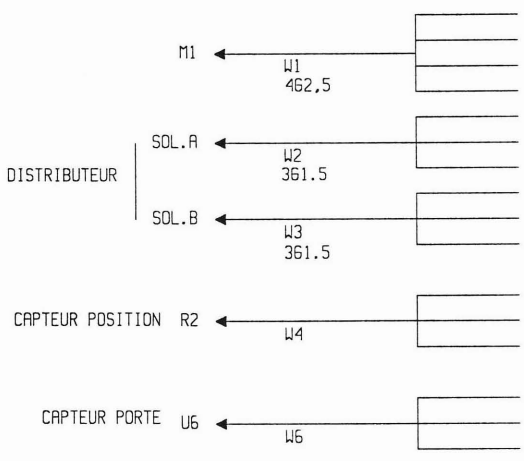 M1
W1
462,5
SOL.A
W2
361.5
DISTRIBUTEUR
SOL.B
W3
361.5
CAPTEUR POSITION R2
W4
CAPTEUR PORTE U6
W6